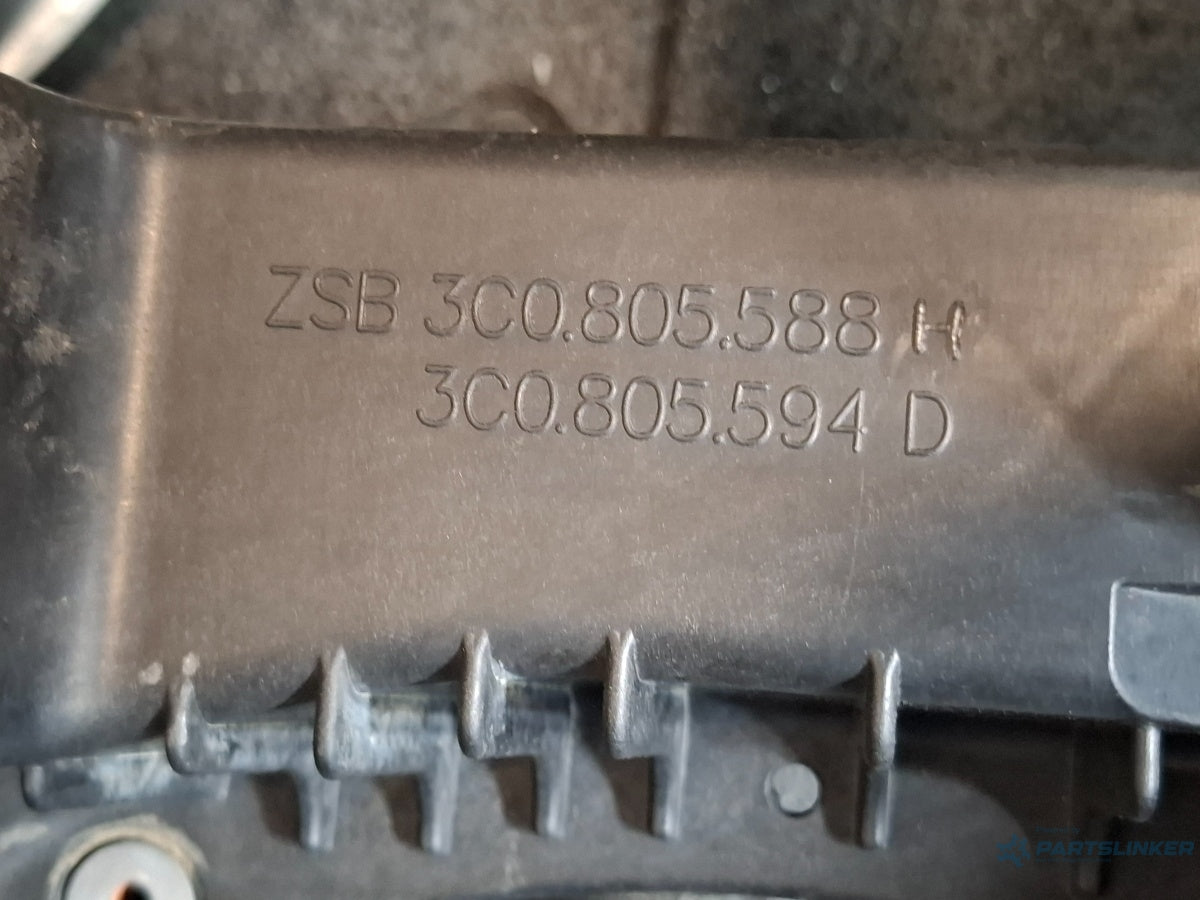 ZSB 3C0.805.588 H
3C0.805.594 D
PARTSLINKER